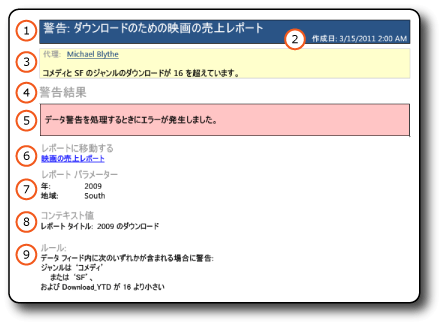 1 警告: ダウンロードのための映画の売上レポート
2 作成日: 3/15/2011 2:00 AM
3 代理: Michael Blythe
コメディと SF のジャンルのダウンロードが 16 を超えています。
4 警告結果
5 データ警告を処理するときにエラーが発生しました。
6 レポートに移動する
映画の売上レポート
7 レポート パラメーター
年: 2009
地域: South
8 コンテキスト値
レポート タイトル: 2009 のダウンロード
9 ルール:
データ フィード内に次のいずれかが含まれる場合に警告:
ジャンルは 'コメディ'
または 'SF'、
および Download_YTD が 16 より小さい